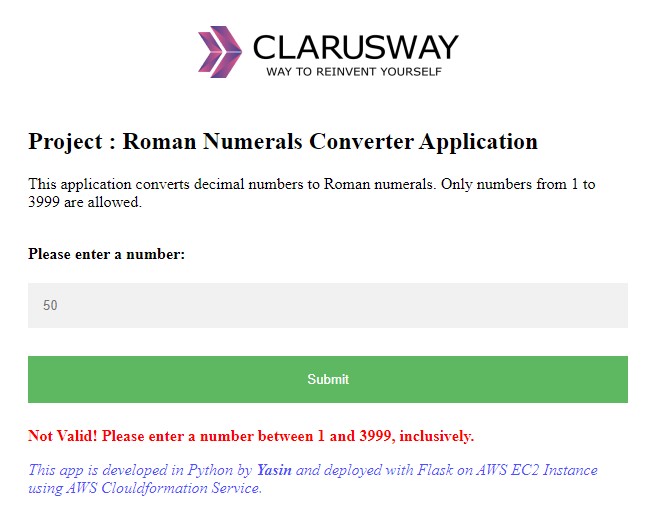 CLARUSWAY
WAY TO REINVENT YOURSELF
Project : Roman Numerals Converter Application
This application converts decimal numbers to Roman numerals. Only numbers from 1 to
3999 are allowed.
Please enter a number:
50
Submit
Not Valid! Please enter a number between 1 and 3999, inclusively.
This app is developed in Python by Yasin and deployed with Flask on AWS EC2 Instance
using AWS Clouldformation Service.